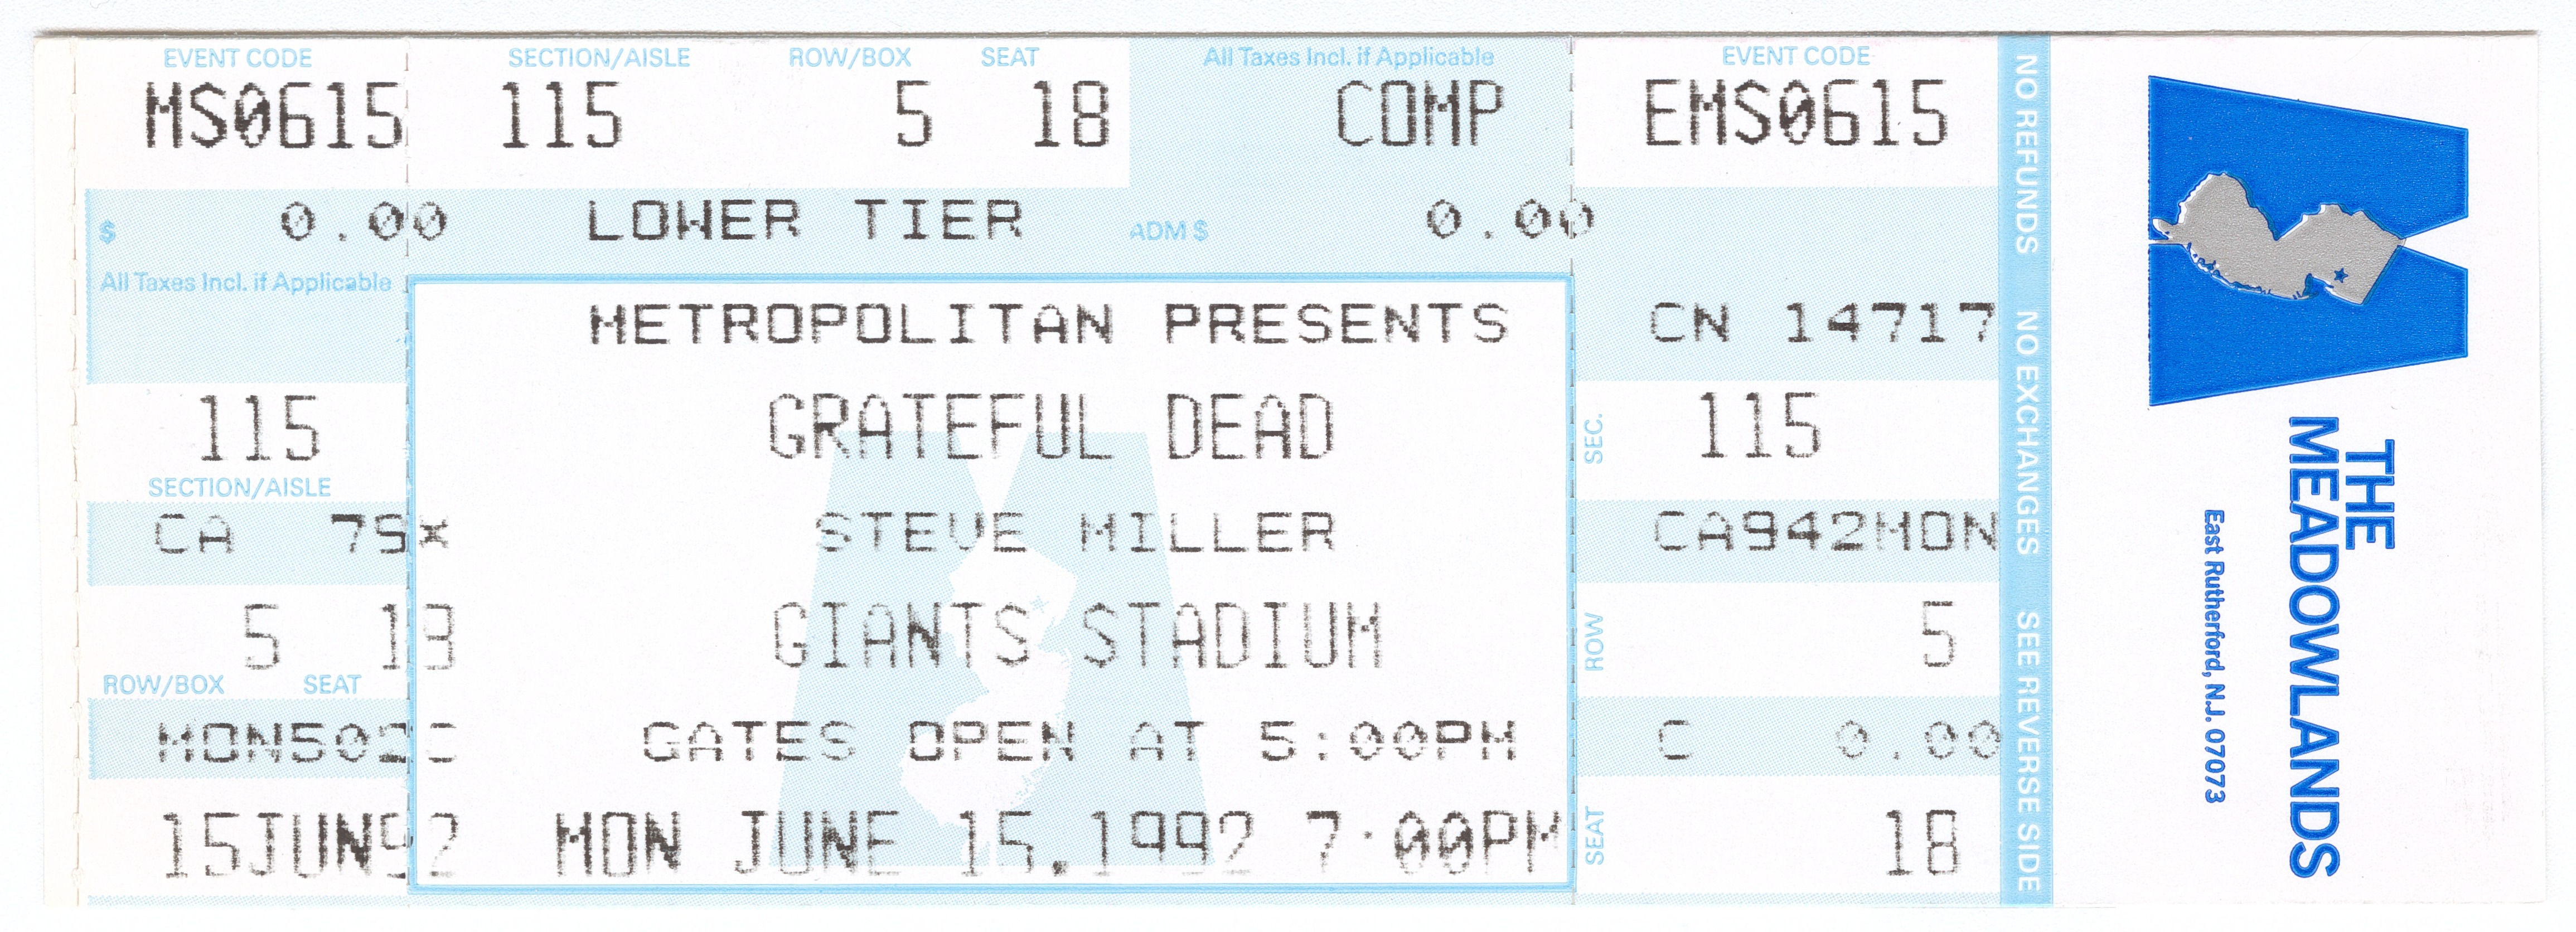 EVENT CODE SECTION/AISLE ROW/BOX SEAT All Taxes Incl. if Applicable EVENT CODE
MS0615 115 5 18 COMP EMS0615
$ 0.00 LOWER TIER ADM $ 0.00
All Taxes Incl. if Applicable
METROPOLITAN PRESENTS CN 14717
115 GRATEFUL DEAD SEC. 115
SECTION/AISLE
CA 79X STEVE MILLER CA942MON
5 18 GIANTS STADIUM ROW 5
ROW/BOX SEAT
MON502C GATES OPEN AT 5:00PM C 0.00
15JUN92 MON JUNE 15,1992 7:00PM SEAT 18
NO REFUNDS NO EXCHANGES SEE REVERSE SIDE
THE
MEADOWLANDS
East Rutherford, N.J. 07073